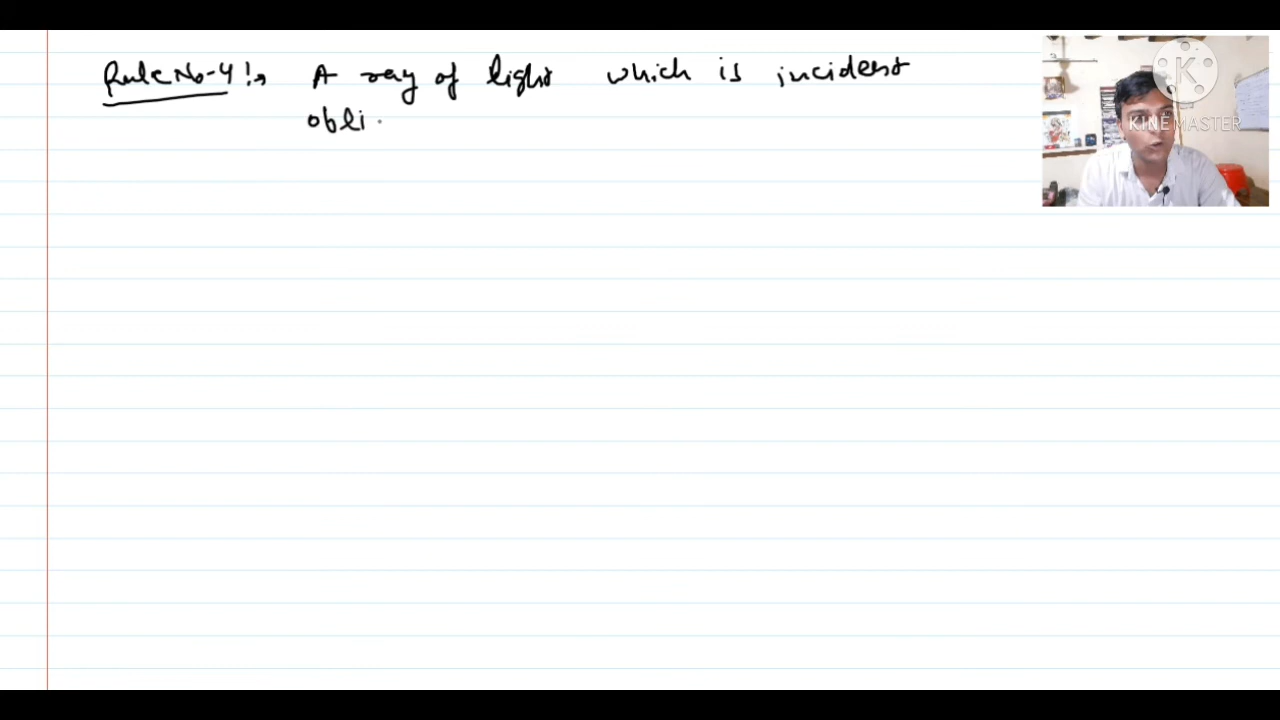 Rule No-4 :→ A ray of light which is incident
obli
KINEMASTER